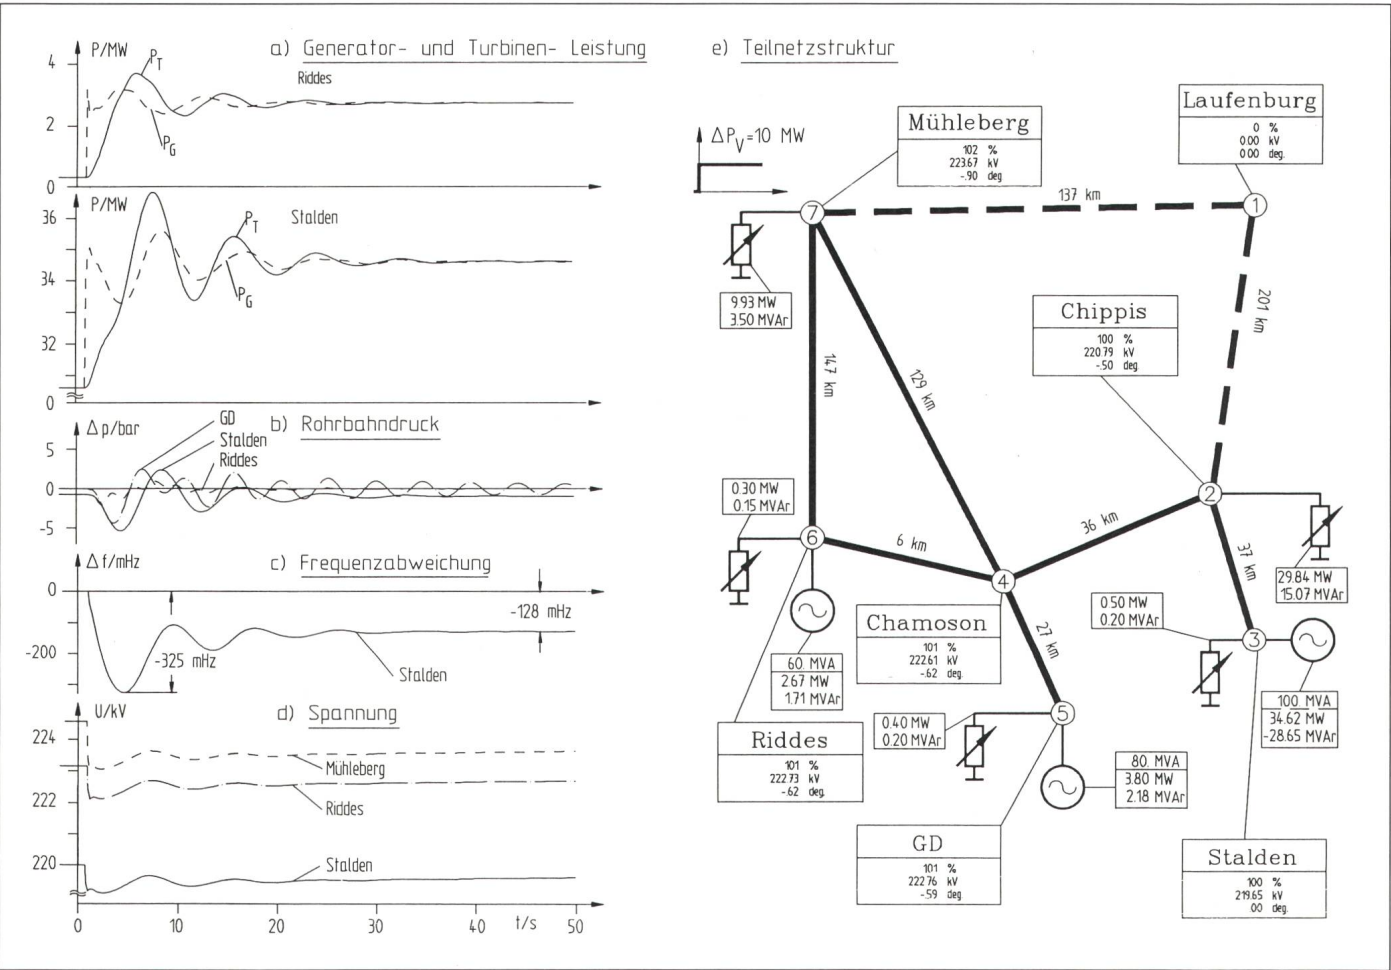 a) Generator- und Turbinen- Leistung
P/MW
4
2
0
P_T
P_G
Riddes
P/MW
36
34
32
0
P_T
P_G
Stalden
b) Rohrbahndruck
Δp/bar
5
0
-5
GD
Stalden
Riddes
c) Frequenzabweichung
Δf/mHz
0
-200
-325 mHz
-128 mHz
Stalden
d) Spannung
U/kV
224
222
220
Mühleberg
Riddes
Stalden
0
10
20
30
40
t/s
50
e) Teilnetzstruktur
ΔP_V=10 MW
Mühleberg
102 %
223.67 kV
-.90 deg
Laufenburg
0 %
0.00 kV
0.00 deg.
7
137 km
1
9.93 MW
3.50 MVAr
201 km
Chippis
100 %
220.79 kV
-.50 deg
147 km
129 km
2
36 km
37 km
29.84 MW
15.07 MVAr
0.30 MW
0.15 MVAr
6
6 km
4
Chamoson
101 %
222.61 kV
-.62 deg.
27 km
0.50 MW
0.20 MVAr
3
100 MVA
34.62 MW
-28.65 MVAr
60. MVA
2.67 MW
1.71 MVAr
Riddes
101 %
222.73 kV
-.62 deg.
0.40 MW
0.20 MVAr
5
80. MVA
3.80 MW
2.18 MVAr
GD
101 %
222.76 kV
-.59 deg
Stalden
100 %
219.65 kV
.00 deg.